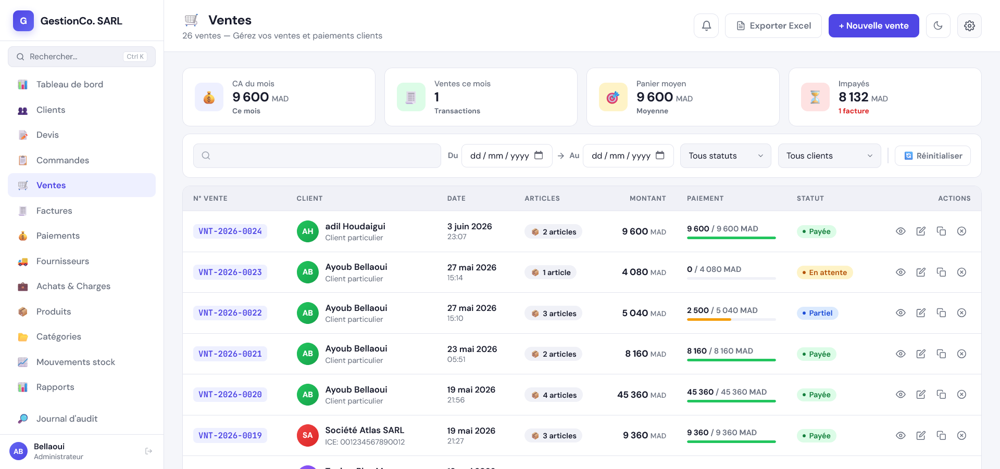 G GestionCo. SARL
Rechercher... Ctrl K
Tableau de bord
Clients
Devis
Commandes
Ventes
Factures
Paiements
Fournisseurs
Achats & Charges
Produits
Catégories
Mouvements stock
Rapports
Journal d'audit
AB Bellaoui
Administrateur
Ventes
26 ventes — Gérez vos ventes et paiements clients
Exporter Excel
+ Nouvelle vente
CA du mois
9 600 MAD
Ce mois
Ventes ce mois
1
Transactions
Panier moyen
9 600 MAD
Moyenne
Impayés
8 132 MAD
1 facture
Du dd / mm / yyyy → Au dd / mm / yyyy Tous statuts Tous clients Réinitialiser
N° VENTE CLIENT DATE ARTICLES MONTANT PAIEMENT STATUT ACTIONS
VNT-2026-0024 AH adil Houdaigui 3 juin 2026 2 articles 9 600 MAD 9 600 / 9 600 MAD Payée
Client particulier 23:07
VNT-2026-0023 AB Ayoub Bellaoui 27 mai 2026 1 article 4 080 MAD 0 / 4 080 MAD En attente
Client particulier 15:14
VNT-2026-0022 AB Ayoub Bellaoui 27 mai 2026 3 articles 5 040 MAD 2 500 / 5 040 MAD Partiel
Client particulier 15:10
VNT-2026-0021 AB Ayoub Bellaoui 23 mai 2026 2 articles 8 160 MAD 8 160 / 8 160 MAD Payée
Client particulier 05:51
VNT-2026-0020 AB Ayoub Bellaoui 19 mai 2026 4 articles 45 360 MAD 45 360 / 45 360 MAD Payée
Client particulier 21:56
VNT-2026-0019 SA Société Atlas SARL 19 mai 2026 3 articles 9 360 MAD 9 360 / 9 360 MAD Payée
ICE: 001234567890012 21:27